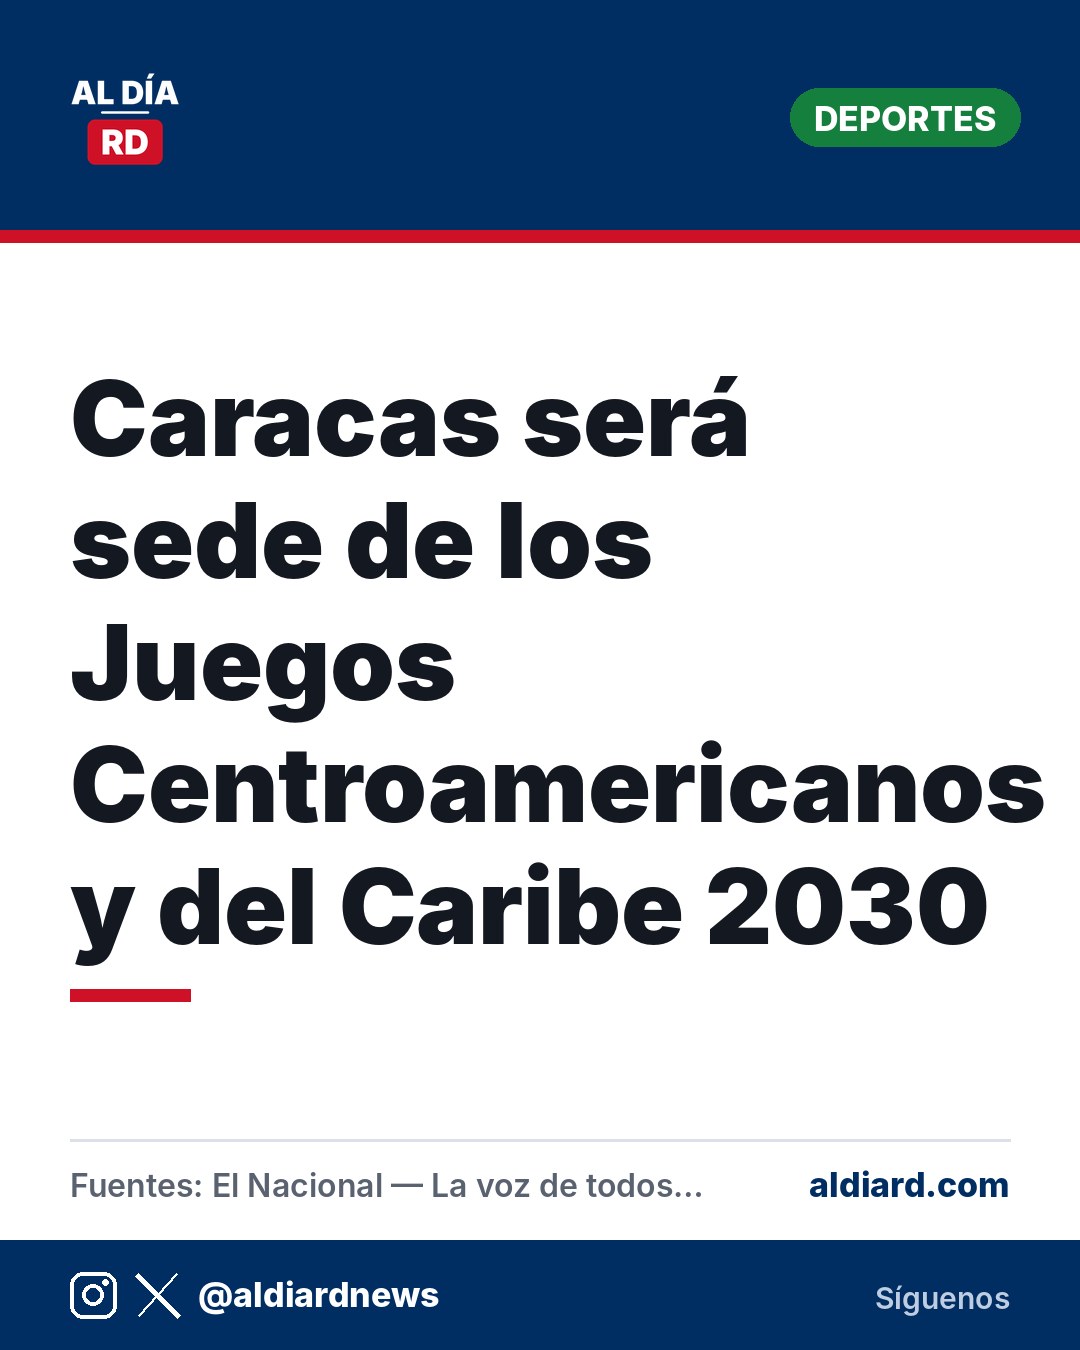 AL DÍA
RD
DEPORTES
Caracas será
sede de los
Juegos
Centroamericanos
y del Caribe 2030
Fuentes: El Nacional — La voz de todos...
aldiard.com
@aldiardnews
Síguenos